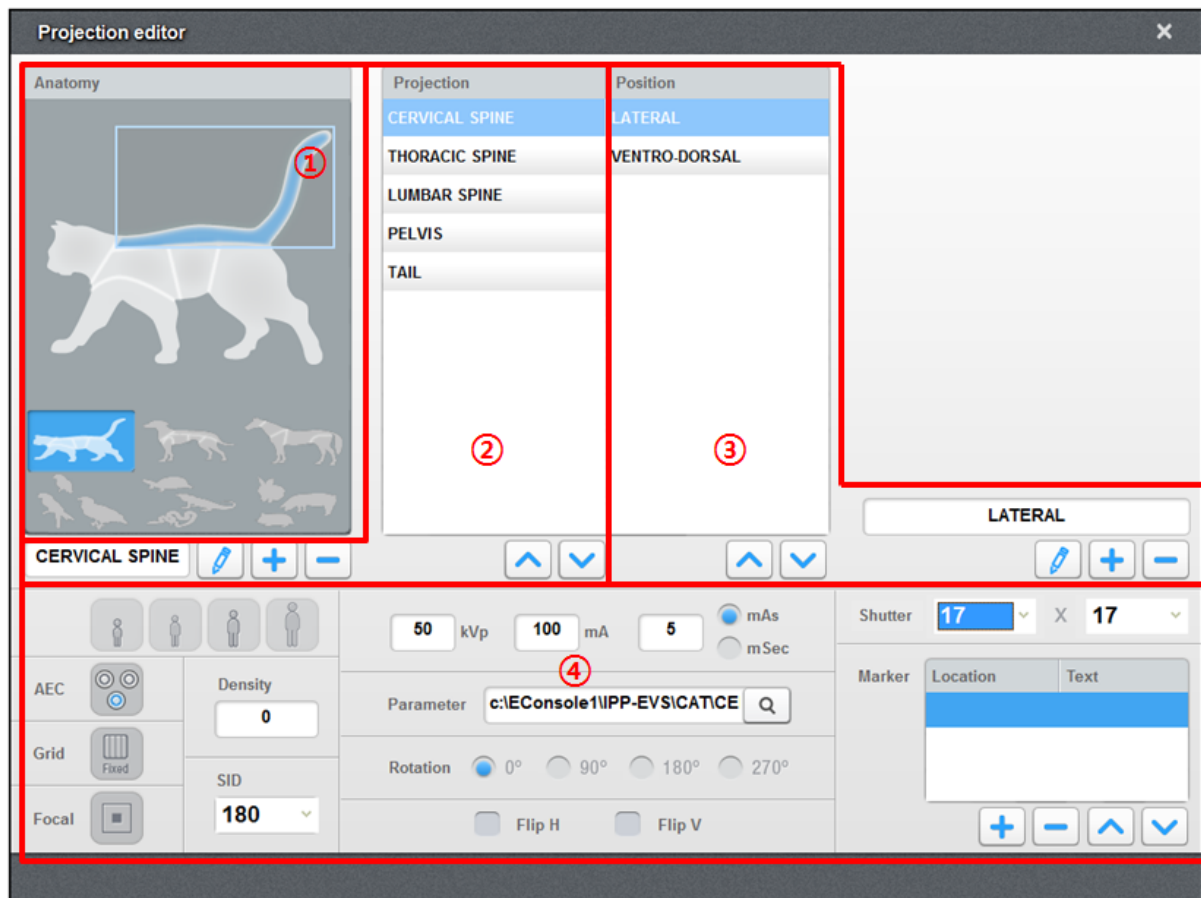 Projection editor
Anatomy
①
CERVICAL SPINE
Projection
CERVICAL SPINE
THORACIC SPINE
LUMBAR SPINE
PELVIS
TAIL
②
Position
LATERAL
VENTRO-DORSAL
③
LATERAL
AEC
Grid
Fixed
Focal
Density
0
SID
180
50 kVp 100 mA 5 mAs
mSec
④
Parameter c:\EConsole1\IPP-EVS\CAT\CE
Rotation 0° 90° 180° 270°
Flip H Flip V
Shutter 17 X 17
Marker Location Text